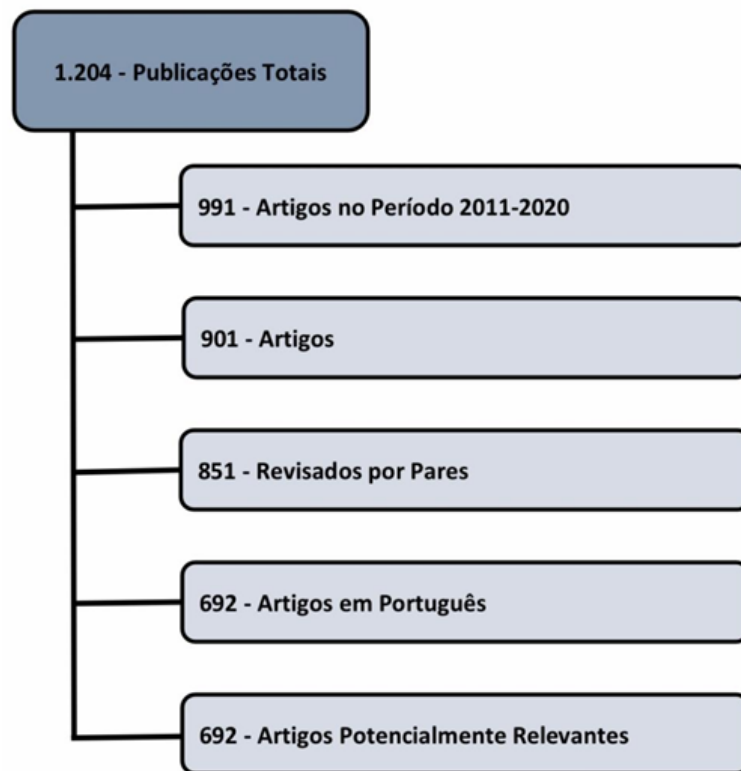 1.204 - Publicações Totais
991 - Artigos no Período 2011-2020
901 - Artigos
851 - Revisados por Pares
692 - Artigos em Português
692 - Artigos Potencialmente Relevantes